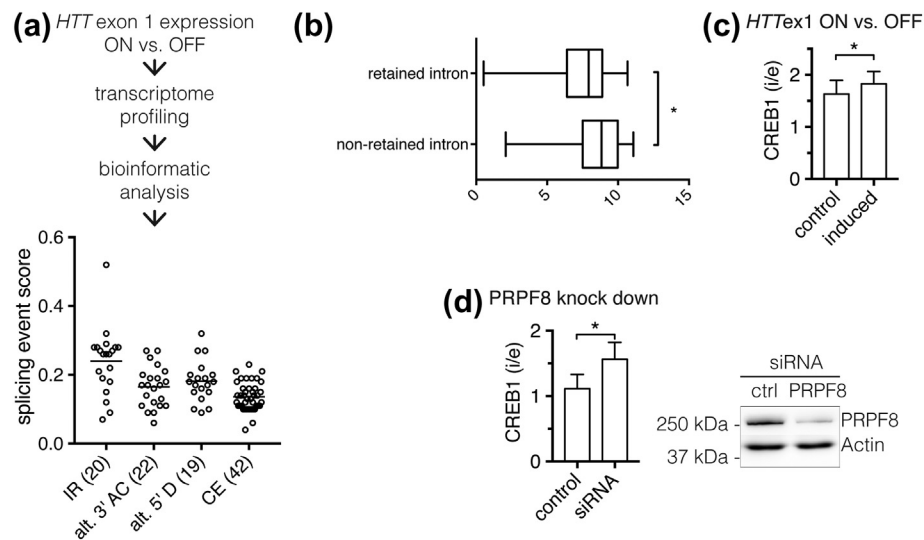 (a)
HTT exon 1 expression
ON vs. OFF
transcriptome
profiling
bioinformatic
analysis
splicing event score
0.6
0.4
0.2
0.0
IR (20)
alt. 3' AC (22)
alt. 5' D (19)
CE (42)
(b)
retained intron
non-retained intron
*
0
5
10
15
(c)
HTTex1 ON vs. OFF
CREB1 (i/e)
2
1
0
*
control
induced
(d)
PRPF8 knock down
CREB1 (i/e)
2
1
0
*
control
siRNA
siRNA
ctrl PRPF8
250 kDa -
PRPF8
Actin
37 kDa -